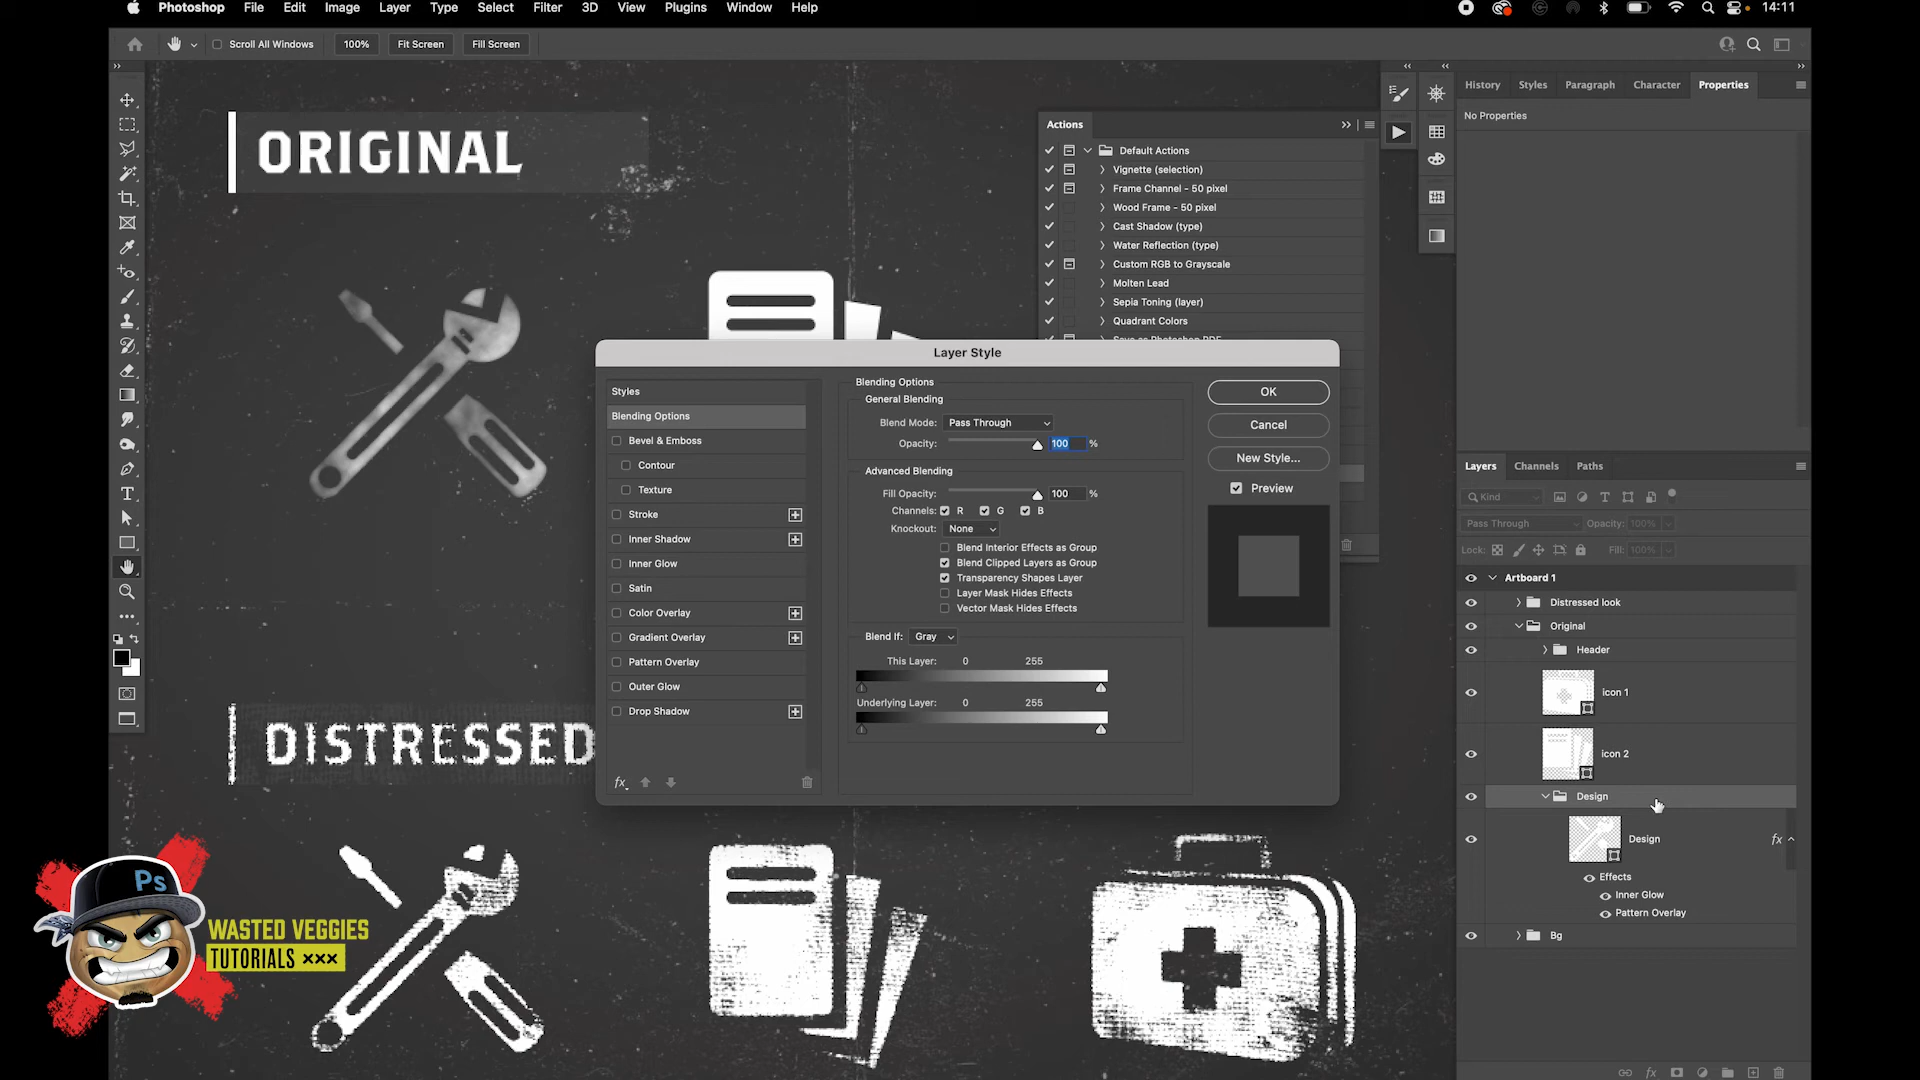 Photoshop File Edit Image Layer Type Select Filter 3D View Plugins Window Help 14:11
Scroll All Windows 100% Fit Screen Fill Screen
History Styles Paragraph Character Properties
No Properties
ORIGINAL
Actions
Default Actions
Vignette (selection)
Frame Channel - 50 pixel
Wood Frame - 50 pixel
Cast Shadow (type)
Water Reflection (type)
Custom RGB to Grayscale
Molten Lead
Sepia Toning (layer)
Quadrant Colors
Save as Photoshop PDF
Layer Style
Styles
Blending Options
Bevel & Emboss
Contour
Texture
Stroke
Inner Shadow
Inner Glow
Satin
Color Overlay
Gradient Overlay
Pattern Overlay
Outer Glow
Drop Shadow
fx
Blending Options
General Blending
Blend Mode: Pass Through
Opacity: 100 %
Advanced Blending
Fill Opacity: 100 %
Channels: R G B
Knockout: None
Blend Interior Effects as Group
Blend Clipped Layers as Group
Transparency Shapes Layer
Layer Mask Hides Effects
Vector Mask Hides Effects
Blend If: Gray
This Layer: 0 255
Underlying Layer: 0 255
OK
Cancel
New Style...
Preview
Layers Channels Paths
Kind
Pass Through Opacity: 100%
Lock: Fill: 100%
Artboard 1
Distressed look
Original
Header
icon 1
icon 2
Design
Design fx
Effects
Inner Glow
Pattern Overlay
Bg
fx
DISTRESSED
Ps
WASTED VEGGIES
TUTORIALS xxx